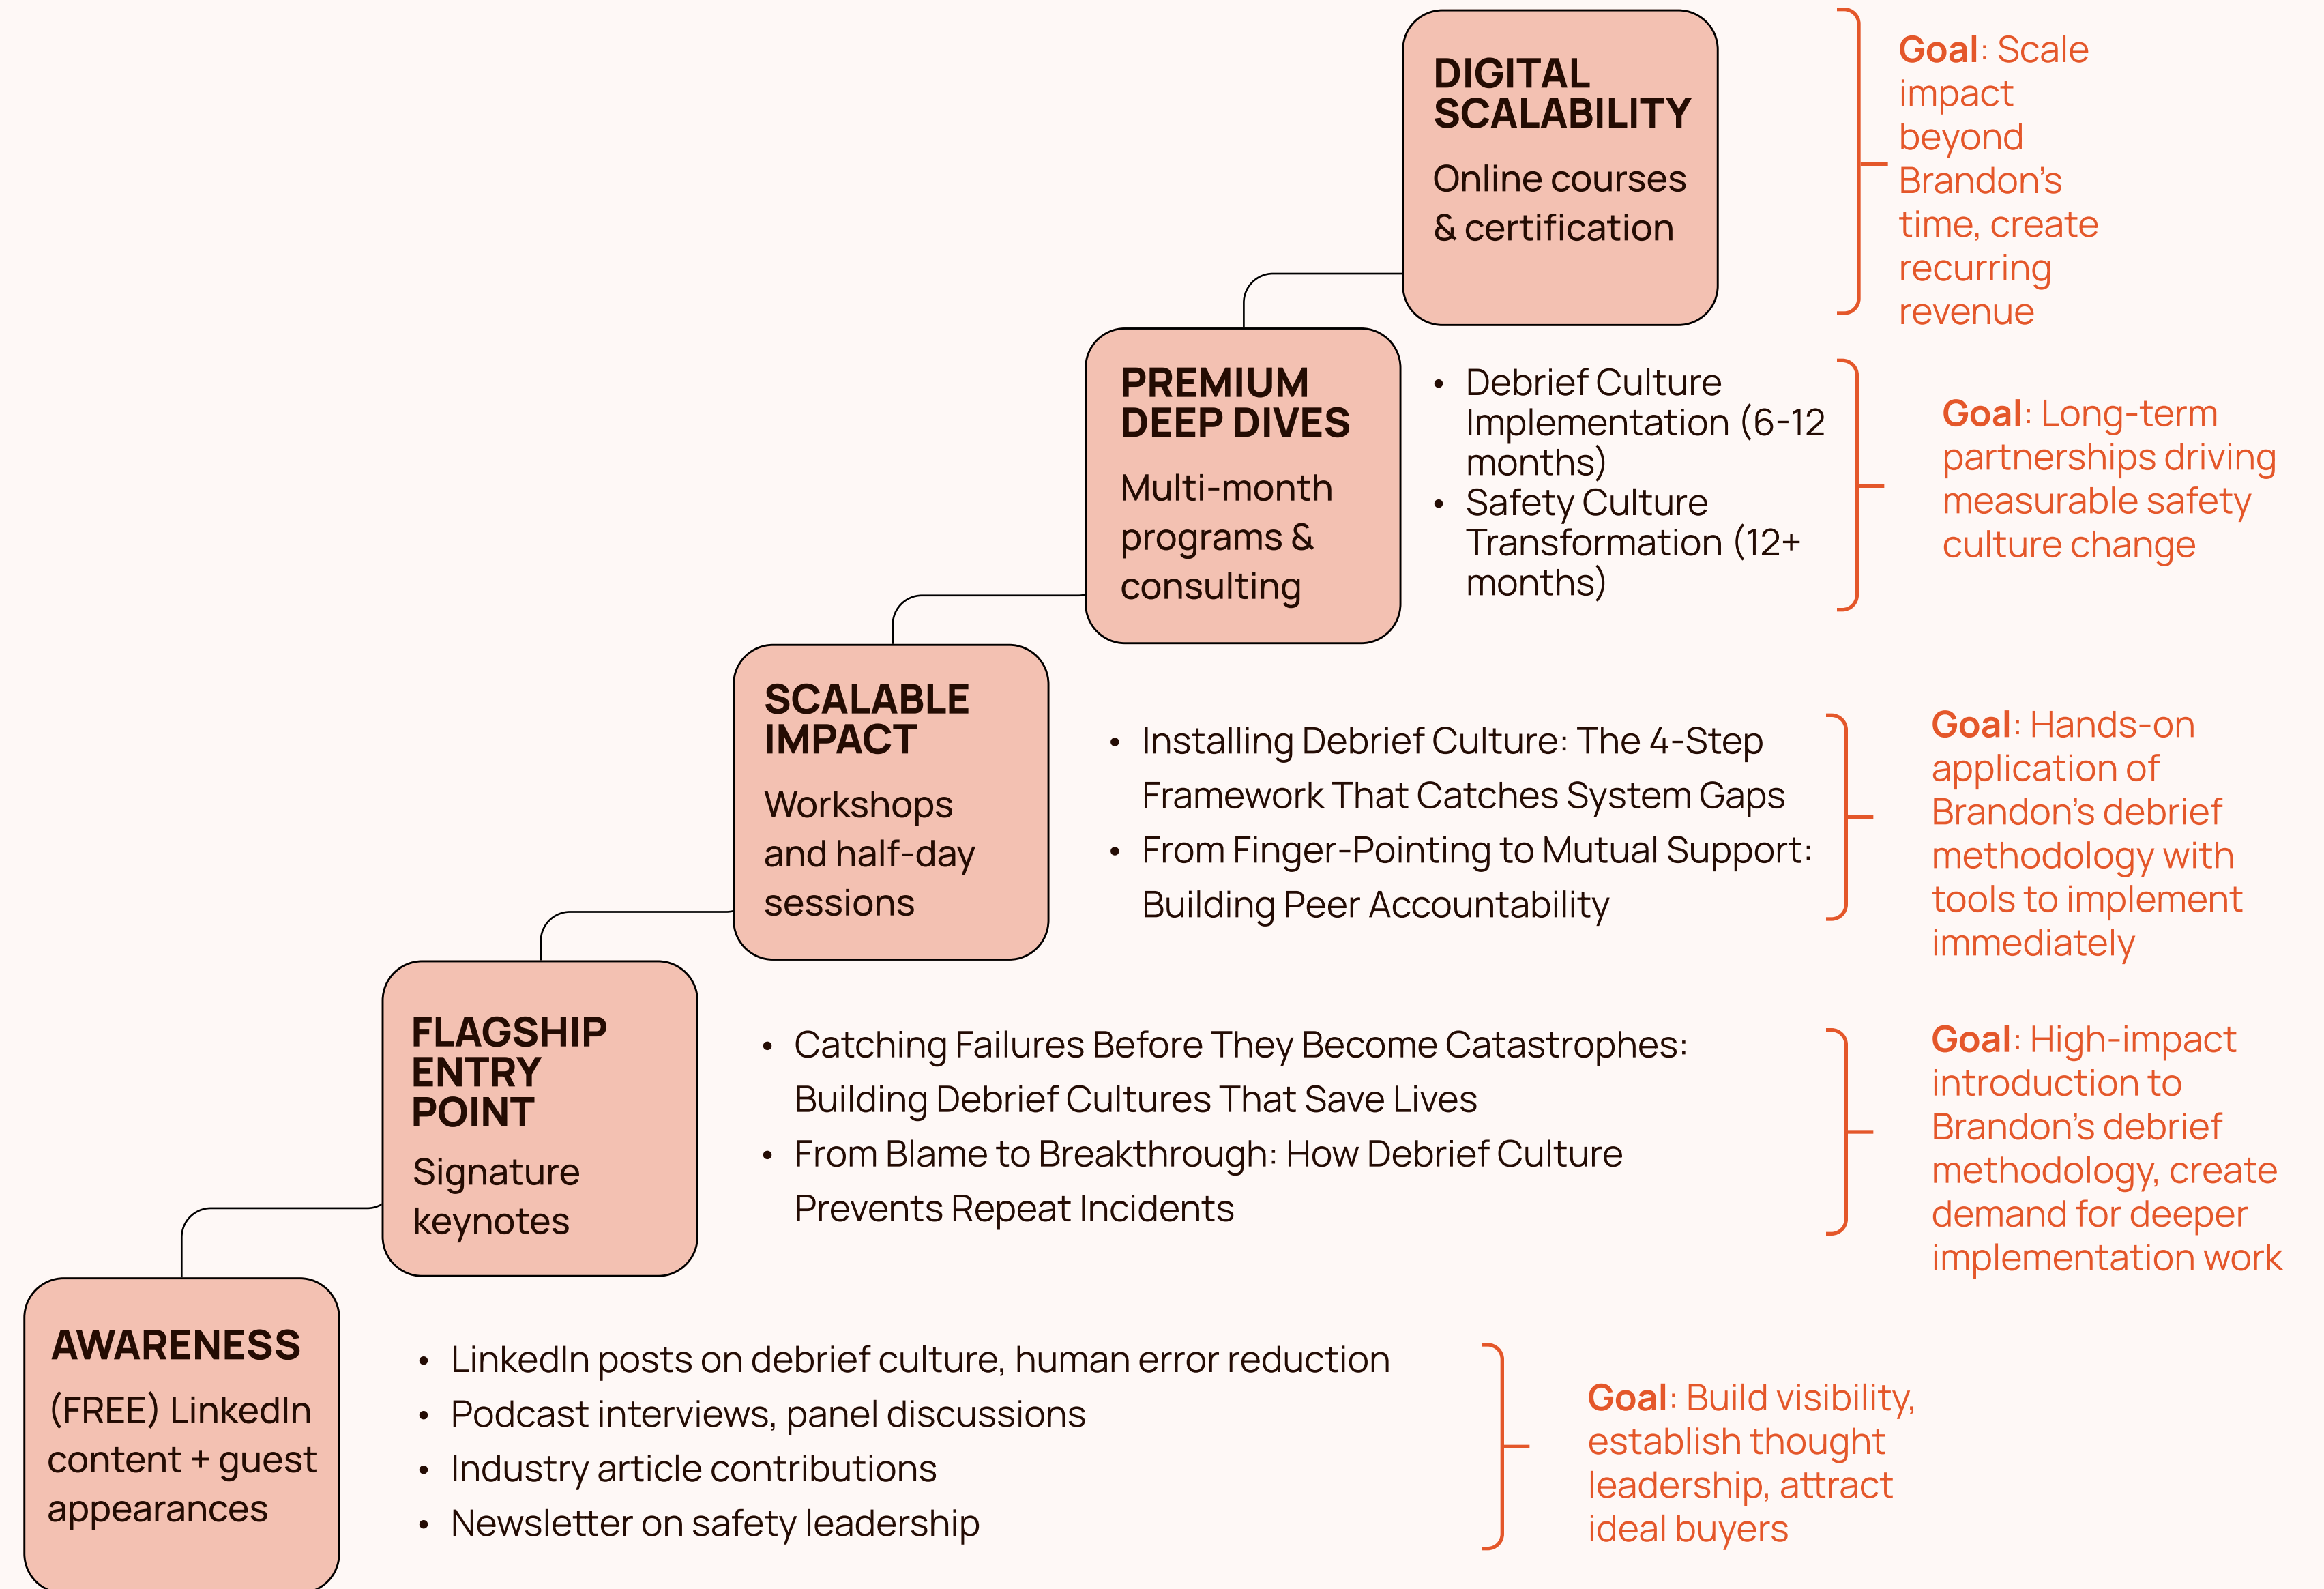 DIGITAL
SCALABILITY
Online courses
& certification
Goal: Scale
impact
beyond
Brandon’s
time, create
recurring
revenue
PREMIUM
DEEP DIVES
Multi-month
programs &
consulting
• Debrief Culture
Implementation (6-12
months)
• Safety Culture
Transformation (12+
months)
Goal: Long-term
partnerships driving
measurable safety
culture change
SCALABLE
IMPACT
Workshops
and half-day
sessions
• Installing Debrief Culture: The 4-Step
Framework That Catches System Gaps
• From Finger-Pointing to Mutual Support:
Building Peer Accountability
Goal: Hands-on
application of
Brandon’s debrief
methodology with
tools to implement
immediately
FLAGSHIP
ENTRY
POINT
Signature
keynotes
• Catching Failures Before They Become Catastrophes:
Building Debrief Cultures That Save Lives
• From Blame to Breakthrough: How Debrief Culture
Prevents Repeat Incidents
Goal: High-impact
introduction to
Brandon’s debrief
methodology, create
demand for deeper
implementation work
AWARENESS
(FREE) LinkedIn
content + guest
appearances
• LinkedIn posts on debrief culture, human error reduction
• Podcast interviews, panel discussions
• Industry article contributions
• Newsletter on safety leadership
Goal: Build visibility,
establish thought
leadership, attract
ideal buyers